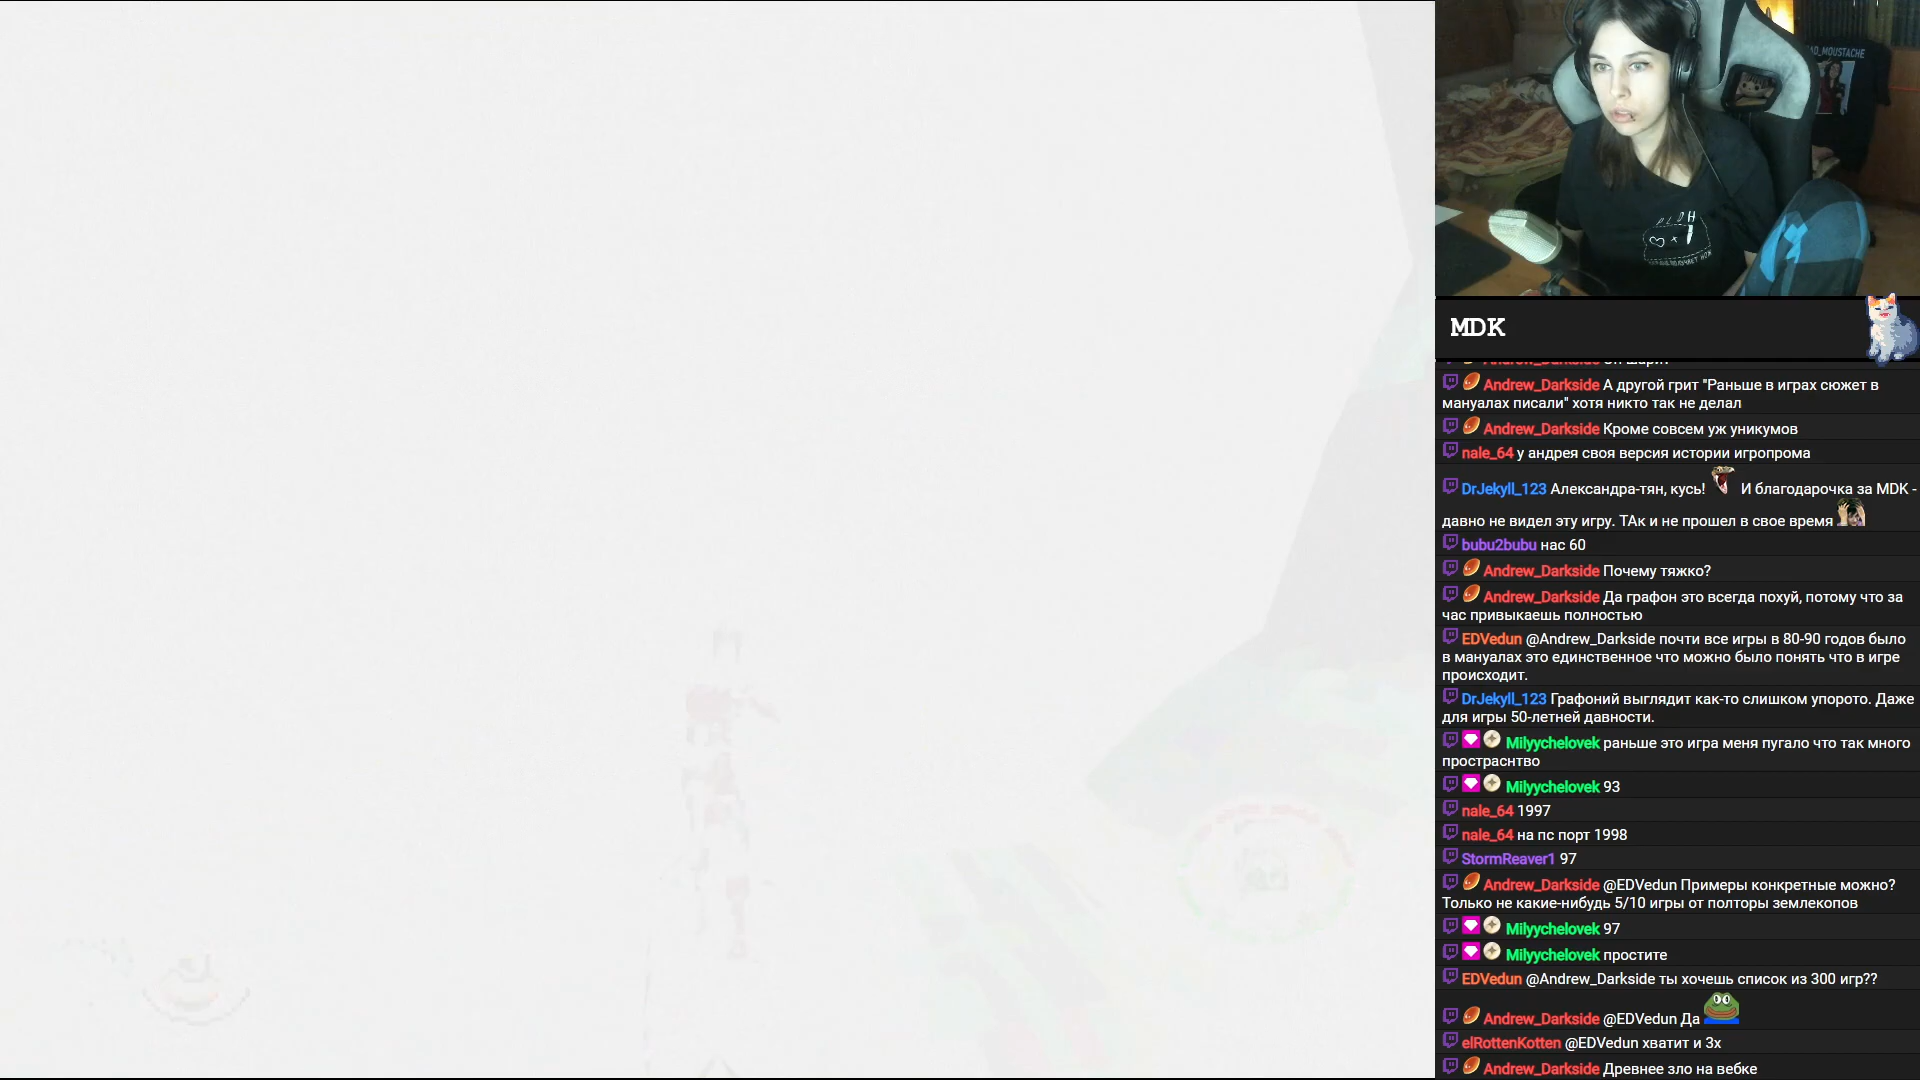 AD_MOUSTACHE
MDK
Andrew_Darkside А другой грит "Раньше в играх сюжет в
мануалах писали" хотя никто так не делал
Andrew_Darkside Кроме совсем уж уникумов
nale_64 у андрея своя версия истории игропрома
DrJekyll_123 Александра-тян, кусь! И благодарочка за MDK -
давно не видел эту игру. ТАк и не прошел в свое время
bubu2bubu нас 60
Andrew_Darkside Почему тяжко?
Andrew_Darkside Да графон это всегда похуй, потому что за
час привыкаешь полностью
EDVedun @Andrew_Darkside почти все игры в 80-90 годов было
в мануалах это единственное что можно было понять что в игре
происходит.
DrJekyll_123 Графоний выглядит как-то слишком упорото. Даже
для игры 50-летней давности.
Milyychelovek раньше это игра меня пугало что так много
простраснтво
Milyychelovek 93
nale_64 1997
nale_64 на пс порт 1998
StormReaver1 97
Andrew_Darkside @EDVedun Примеры конкретные можно?
Только не какие-нибудь 5/10 игры от полторы землекопов
Milyychelovek 97
Milyychelovek простите
EDVedun @Andrew_Darkside ты хочешь список из 300 игр??
Andrew_Darkside @EDVedun Да
elRottenKotten @EDVedun хватит и 3х
Andrew_Darkside Древнее зло на вебке